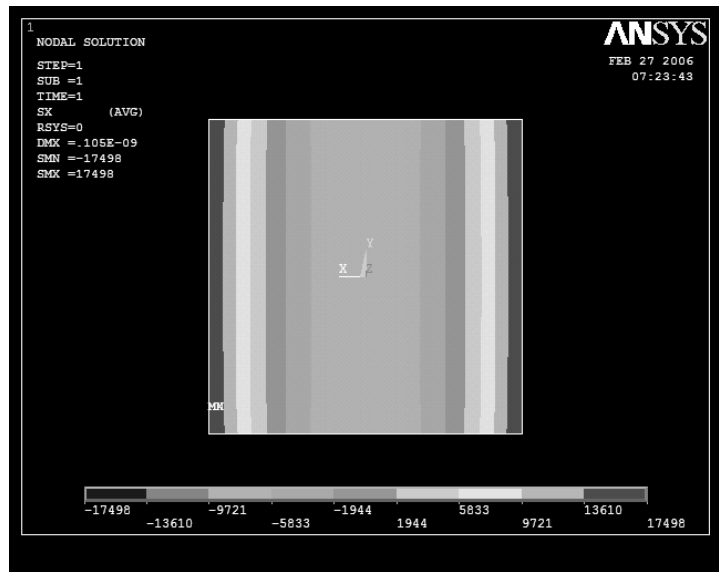 1
NODAL SOLUTION
STEP=1
SUB =1
TIME=1
SX (AVG)
RSYS=0
DMX =.105E-09
SMN =-17498
SMX =17498
ANSYS
FEB 27 2006
07:23:43
Y
X Z
MN
-17498 -9721 -1944 5833 13610
-13610 -5833 1944 9721 17498